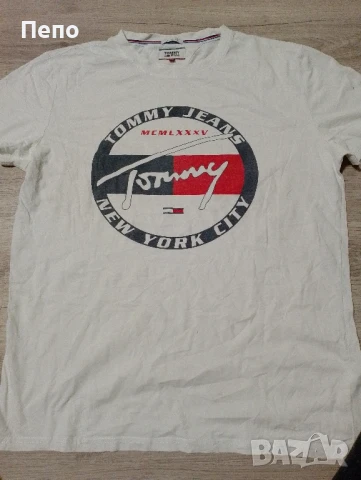 Пепо
TOMMY JEANS
MCMLXXXV
Tommy
NEW YORK CITY
BAZAR